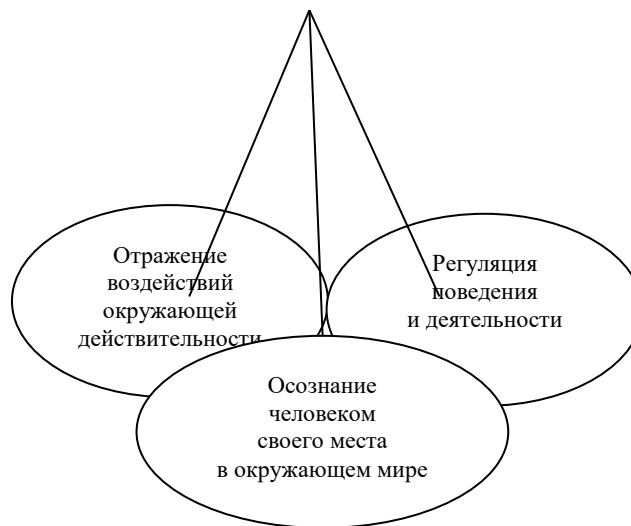 Отражение
воздействий
окружающей
действительности
Регуляция
поведения
и деятельности
Осознание
человеком
своего места
в окружающем мире